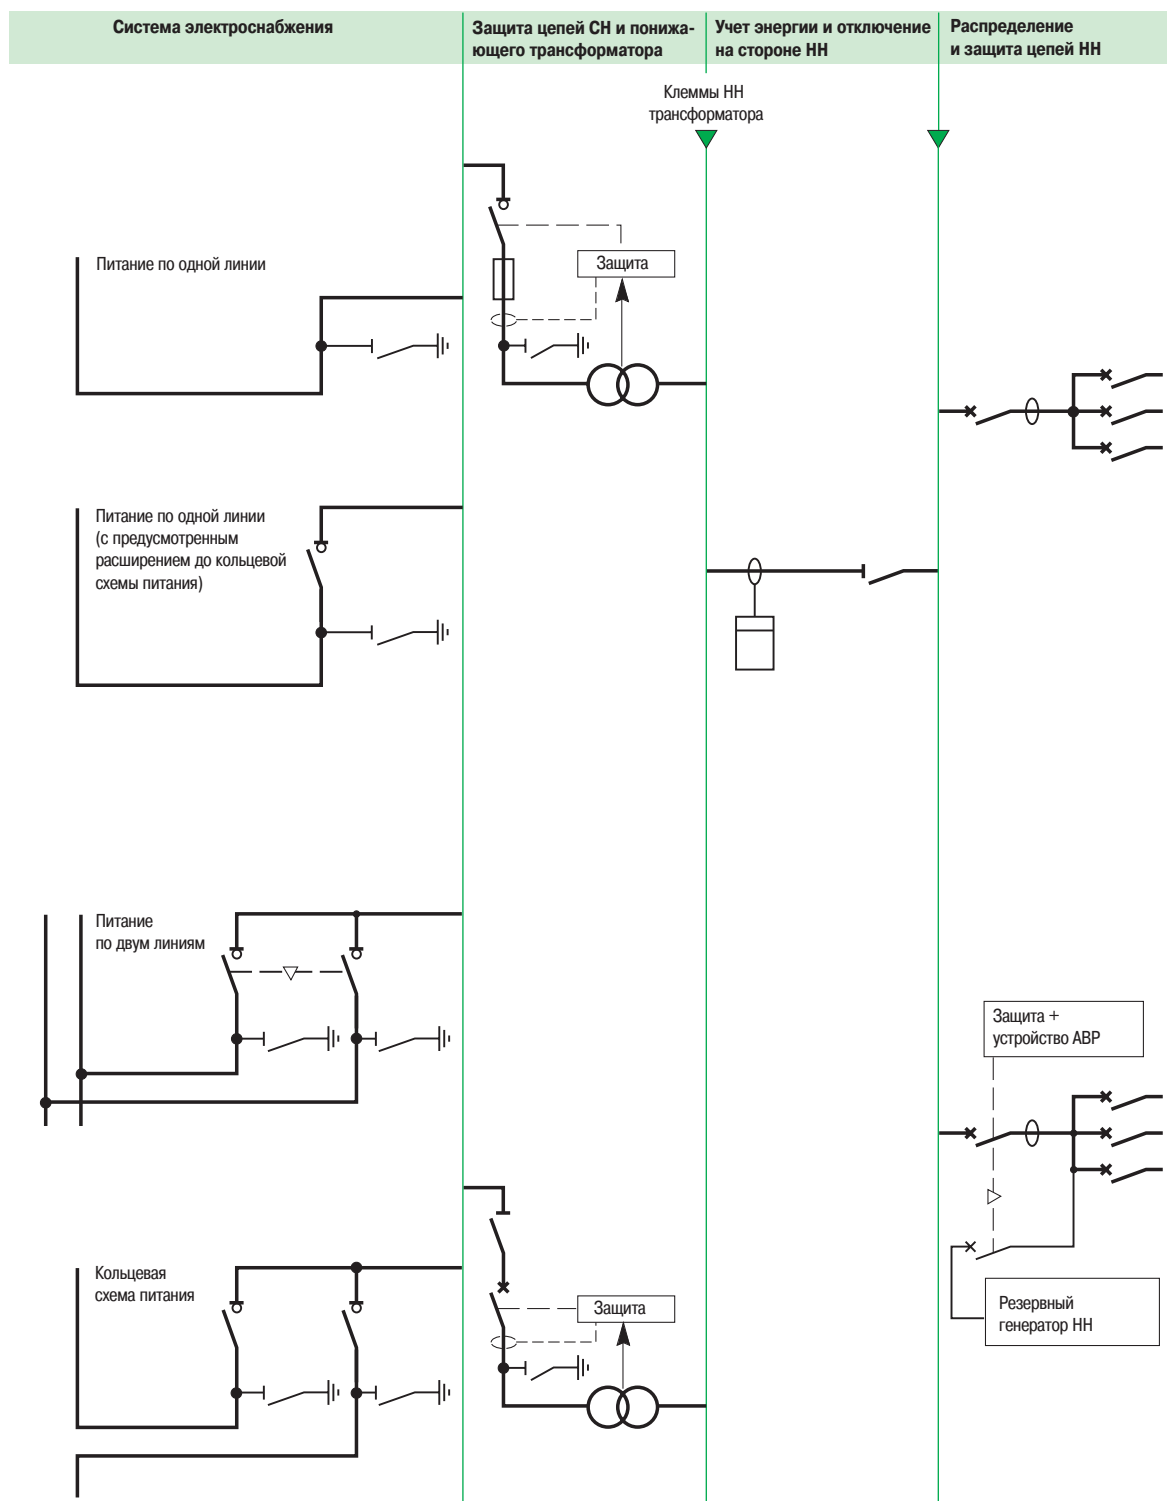 Система электроснабжения
Защита цепей СН и понижа-
ющего трансформатора
Учет энергии и отключение
на стороне НН
Распределение
и защита цепей НН
Клеммы НН
трансформатора
Питание по одной линии
Защита
Питание по одной линии
(с предусмотренным
расширением до кольцевой
схемы питания)
Питание
по двум линиям
Защита +
устройство АВР
Кольцевая
схема питания
Защита
Резервный
генератор НН